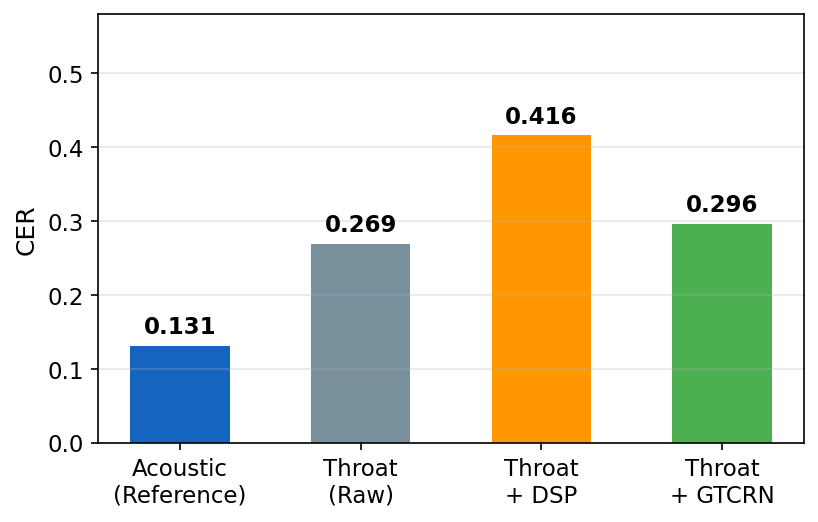 0.5
0.4
0.3
0.2
0.1
0.0
CER
0.131
0.269
0.416
0.296
Acoustic
(Reference)
Throat
(Raw)
Throat
+ DSP
Throat
+ GTCRN